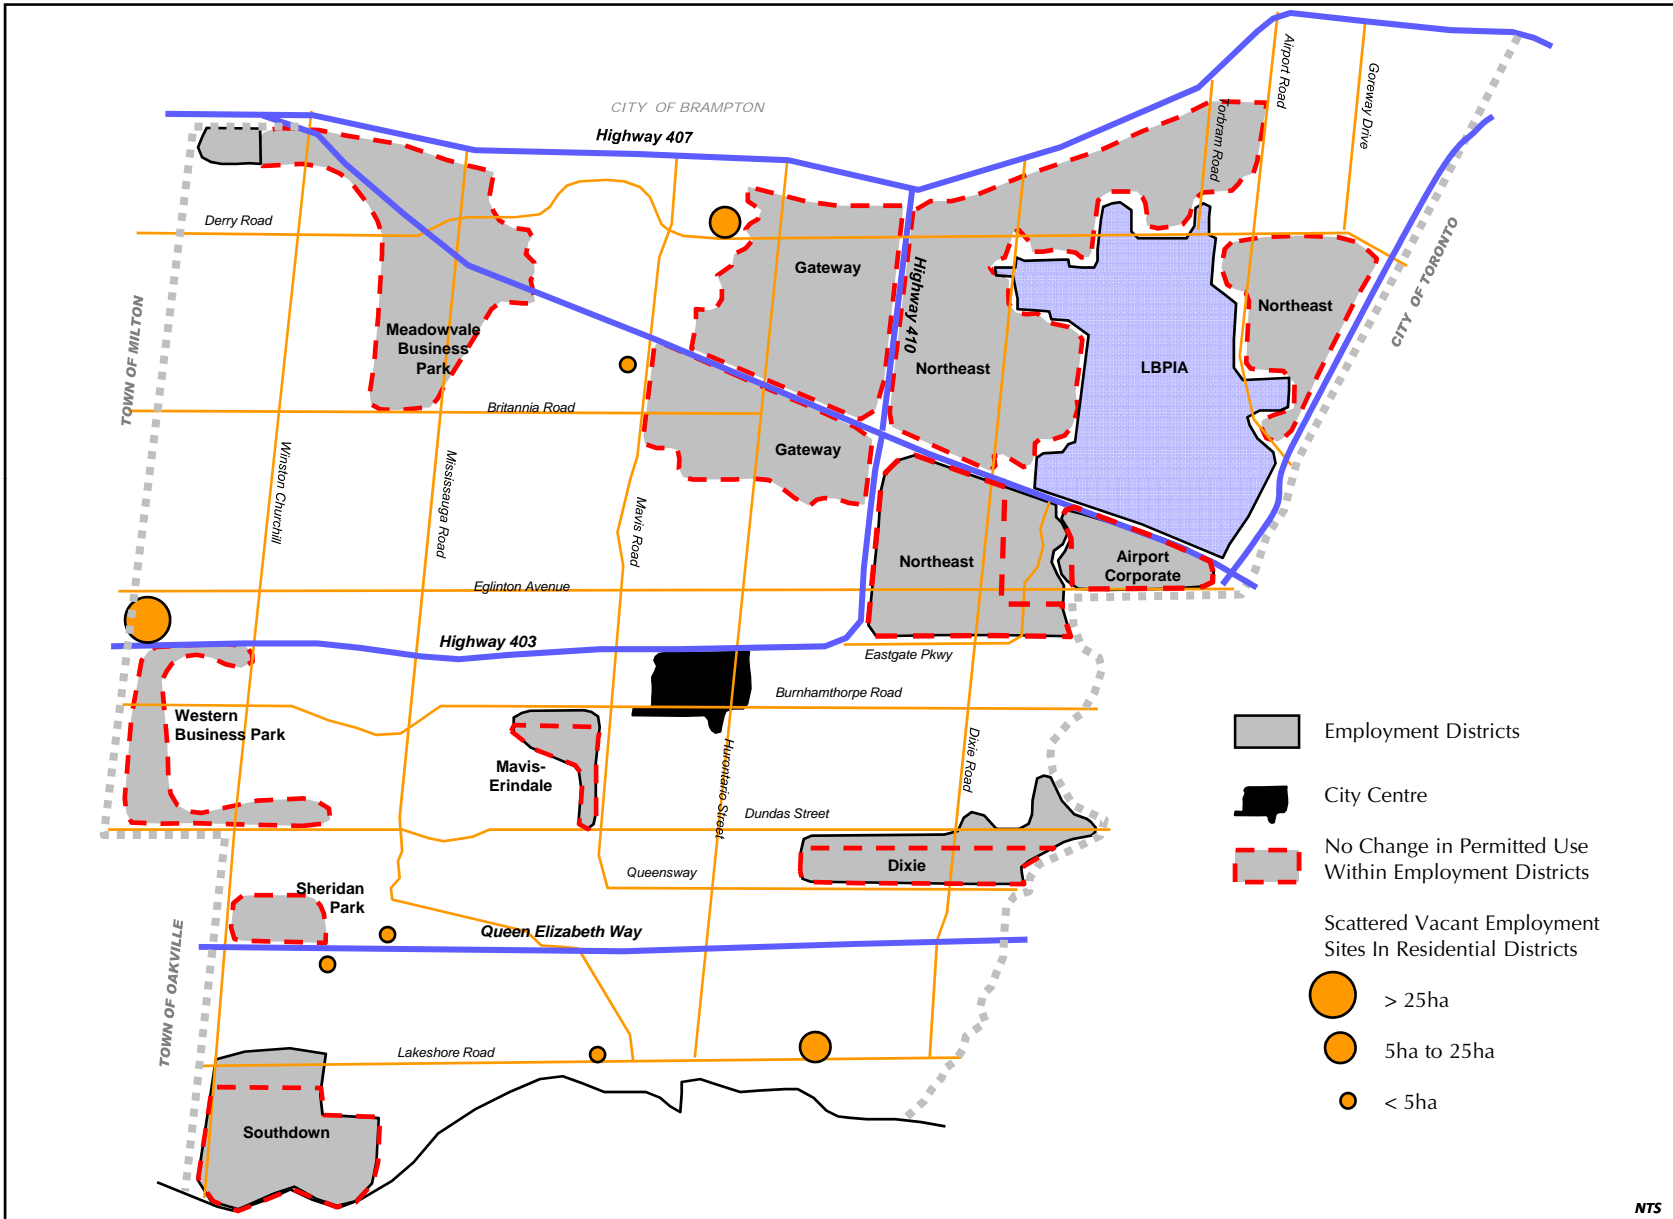 CITY OF BRAMPTON
Highway 407
Airport Road
Goreway Drive
Torbram Road
Derry Road
Gateway
Highway 410
CITY OF TORONTO
TOWN OF MILTON
Meadowvale
Business
Park
Northeast
Northeast
LBPIA
Britannia Road
Winston Churchill
Mississauga Road
Mavis Road
Gateway
Northeast
Airport
Corporate
Eglinton Avenue
Highway 403
Eastgate Pkwy
Burnhamthorpe Road
Western
Business Park
Mavis-
Erindale
Hurontario Street
Dixie Road
Dundas Street
Dixie
Queensway
Sheridan
Park
Queen Elizabeth Way
TOWN OF OAKVILLE
Lakeshore Road
Southdown
Employment Districts
City Centre
No Change in Permitted Use
Within Employment Districts
Scattered Vacant Employment
Sites In Residential Districts
> 25ha
5ha to 25ha
< 5ha
NTS